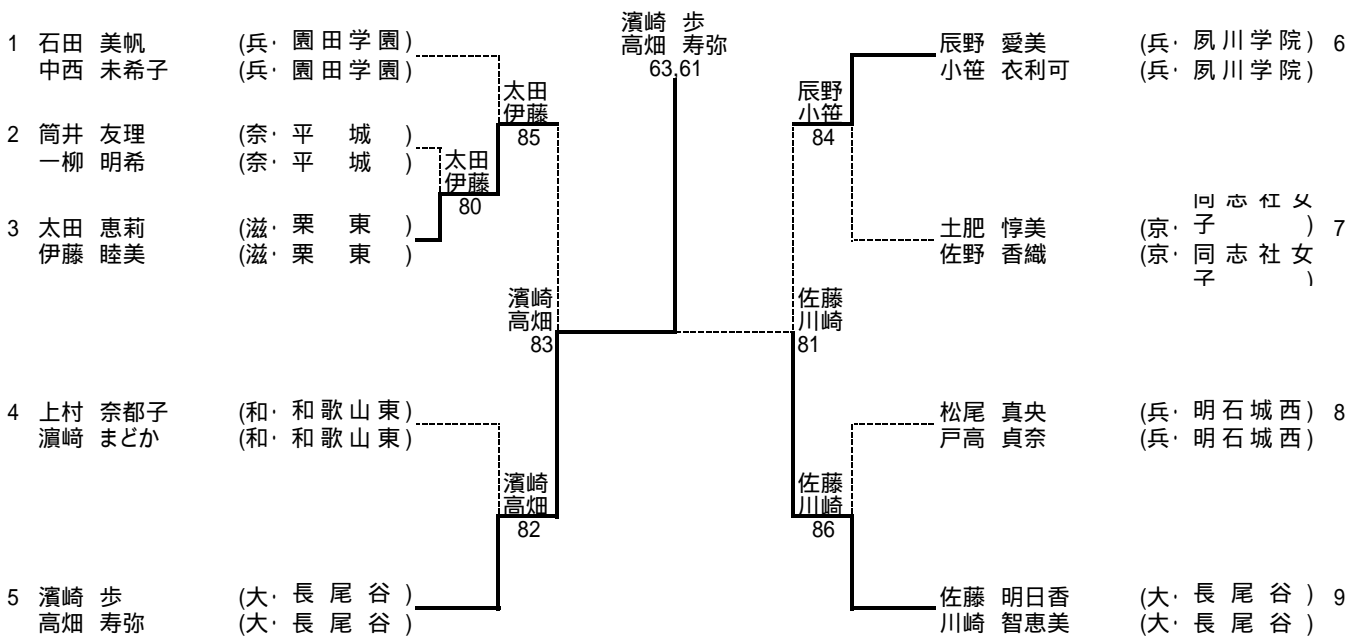 濱崎 歩
高畑 寿弥
63,61
1 石田 美帆 (兵・園田学園)
中西 未希子 (兵・園田学園)
太田
伊藤
85
2 筒井 友理 (奈・平 城)
一柳 明希 (奈・平 城)
太田
伊藤
80
3 太田 恵莉 (滋・栗 東)
伊藤 睦美 (滋・栗 東)
濱崎
高畑
83
4 上村 奈都子 (和・和歌山東)
濵﨑 まどか (和・和歌山東)
濱崎
高畑
82
5 濱崎 歩 (大・長尾谷)
高畑 寿弥 (大・長尾谷)
辰野 愛美 (兵・夙川学院) 6
小笹 衣利可 (兵・夙川学院)
辰野
小笹
84
土肥 惇美 (京・同志社女子) 7
佐野 香織 (京・同志社女子)
佐藤
川崎
81
松尾 真央 (兵・明石城西) 8
戸高 貞奈 (兵・明石城西)
佐藤
川崎
86
佐藤 明日香 (大・長尾谷) 9
川崎 智恵美 (大・長尾谷)